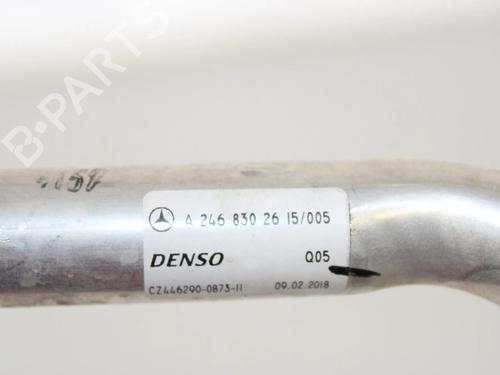 B-PARTS
A 246 830 26 15/005
DENSO Q05
CZ446290-0873-11 09.02.2018